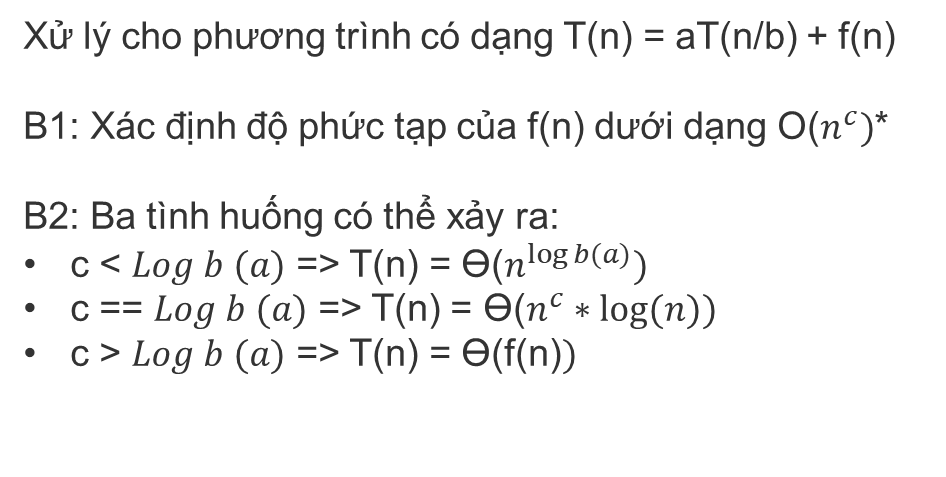 Xử lý cho phương trình có dạng T(n) = aT(n/b) + f(n)
B1: Xác định độ phức tạp của f(n) dưới dạng O(n^c)*
B2: Ba tình huống có thể xảy ra:
• c < Log b (a) => T(n) = Ɵ(n^log b(a))
• c == Log b (a) => T(n) = Ɵ(n^c * log(n))
• c > Log b (a) => T(n) = Ɵ(f(n))